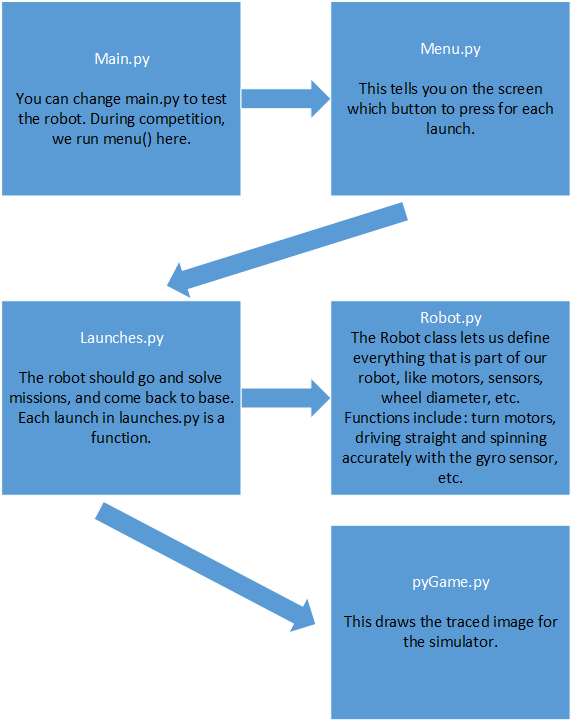 Main.py
You can change main.py to test
the robot. During competition,
we run menu() here.
Menu.py
This tells you on the screen
which button to press for each
launch.
Launches.py
The robot should go and solve
missions, and come back to base.
Each launch in launches.py is a
function.
Robot.py
The Robot class lets us define
everything that is part of our
robot, like motors, sensors,
wheel diameter, etc.
Functions include: turn motors,
driving straight and spinning
accurately with the gyro sensor,
etc.
pyGame.py
This draws the traced image for
the simulator.